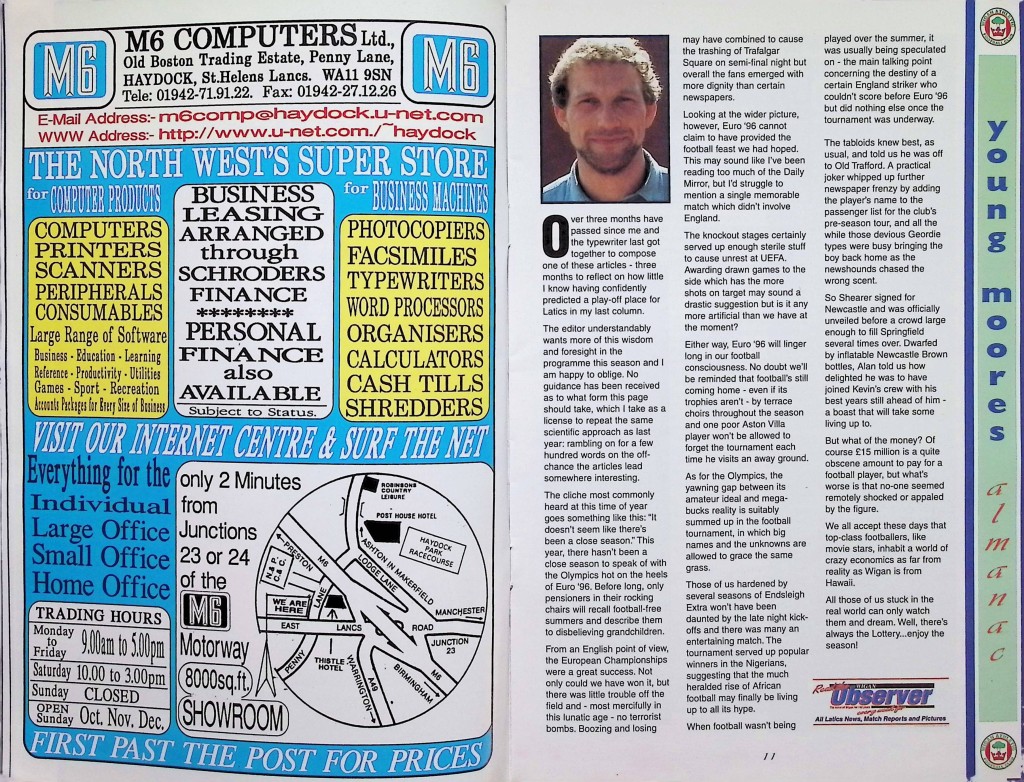 M6
M6 COMPUTERS Ltd.,
Old Boston Trading Estate, Penny Lane,
HAYDOCK, St.Helens Lancs. WA11 9SN
Tele: 01942-71.91.22. Fax: 01942-27.12.26
M6
E-Mail Address:- m6comp@haydock.u-net.com
WWW Address:- http://www.u-net.com./~haydock
THE NORTH WEST'S SUPER STORE
for COMPUTER PRODUCTS
for BUSINESS MACHINES
COMPUTERS
PRINTERS
SCANNERS
PERIPHERALS
CONSUMABLES
Large Range of Software
Business - Education - Learning
Reference - Productivity - Utilities
Games - Sport - Recreation
Accounts Packages for Every Size of Business
BUSINESS
LEASING
ARRANGED
through
SCHRODERS
FINANCE
********
PERSONAL
FINANCE
also
AVAILABLE
Subject to Status.
PHOTOCOPIERS
FACSIMILES
TYPEWRITERS
WORD PROCESSORS
ORGANISERS
CALCULATORS
CASH TILLS
SHREDDERS
VISIT OUR INTERNET CENTRE & SURF THE NET
Everything for the
Individual
Large Office
Small Office
Home Office
TRADING HOURS
Monday to Friday 9.00am to 5.00pm
Saturday 10.00 to 3.00pm
Sunday CLOSED
OPEN Sunday Oct. Nov. Dec.
only 2 Minutes
from
Junctions
23 or 24
of the
M6
Motorway
8000sq.ft.
SHOWROOM
ROBINSONS
COUNTRY
LEISURE
POST HOUSE HOTEL
HAYDOCK
PARK
RACECOURSE
PRESTON
M6
N.P.C.
C.A.C.
ASHTON IN MAKERFIELD
LODGE LANE
WE ARE
HERE
LANE
EAST
LANCS
ROAD
MANCHESTER
JUNCTION
23
PENNY
THISTLE
HOTEL
WARRINGTON
A49
M6
BIRMINGHAM
FIRST PAST THE POST FOR PRICES
Over three months have
passed since me and
the typewriter last got
together to compose
one of these articles - three
months to reflect on how little
I know having confidently
predicted a play-off place for
Latics in my last column.
The editor understandably
wants more of this wisdom
and foresight in the
programme this season and I
am happy to oblige. No
guidance has been received
as to what form this page
should take, which I take as a
license to repeat the same
scientific approach as last
year: rambling on for a few
hundred words on the off-
chance the articles lead
somewhere interesting.
The cliche most commonly
heard at this time of year
goes something like this: "It
doesn't seem like there's
been a close season." This
year, there hasn't been a
close season to speak of with
the Olympics hot on the heels
of Euro '96. Before long, only
pensioners in their rocking
chairs will recall football-free
summers and describe them
to disbelieving grandchildren.
From an English point of view,
the European Championships
were a great success. Not
only could we have won it, but
there was little trouble off the
field and - most mercifully in
this lunatic age - no terrorist
bombs. Boozing and losing
may have combined to cause
the trashing of Trafalgar
Square on semi-final night but
overall the fans emerged with
more dignity than certain
newspapers.
Looking at the wider picture,
however, Euro '96 cannot
claim to have provided the
football feast we had hoped.
This may sound like I've been
reading too much of the Daily
Mirror, but I'd struggle to
mention a single memorable
match which didn't involve
England.
The knockout stages certainly
served up enough sterile stuff
to cause unrest at UEFA.
Awarding drawn games to the
side which has the more
shots on target may sound a
drastic suggestion but is it any
more artificial than we have at
the moment?
Either way, Euro '96 will linger
long in our football
consciousness. No doubt we'll
be reminded that football's still
coming home - even if its
trophies aren't - by terrace
choirs throughout the season
and one poor Aston Villa
player won't be allowed to
forget the tournament each
time he visits an away ground.
As for the Olympics, the
yawning gap between its
amateur ideal and mega-
bucks reality is suitably
summed up in the football
tournament, in which big
names and the unknowns are
allowed to grace the same
grass.
Those of us hardened by
several seasons of Endsleigh
Extra won't have been
daunted by the late night kick-
offs and there was many an
entertaining match. The
tournament served up popular
winners in the Nigerians,
suggesting that the much
heralded rise of African
football may finally be living
up to all its hype.
When football wasn't being
played over the summer, it
was usually being speculated
on - the main talking point
concerning the destiny of a
certain England striker who
couldn't score before Euro '96
but did nothing else once the
tournament was underway.
The tabloids knew best, as
usual, and told us he was off
to Old Trafford. A practical
joker whipped up further
newspaper frenzy by adding
the player's name to the
passenger list for the club's
pre-season tour, and all the
while those devious Geordie
types were busy bringing the
boy back home as the
newshounds chased the
wrong scent.
So Shearer signed for
Newcastle and was officially
unveiled before a crowd large
enough to fill Springfield
several times over. Dwarfed
by inflatable Newcastle Brown
bottles, Alan told us how
delighted he was to have
joined Kevin's crew with his
best years still ahead of him -
a boast that will take some
living up to.
But what of the money? Of
course £15 million is a quite
obscene amount to pay for a
football player, but what's
worse is that no-one seemed
remotely shocked or appaled
by the figure.
We all accept these days that
top-class footballers, like
movie stars, inhabit a world of
crazy economics as far from
reality as Wigan is from
Hawaii.
All those of us stuck in the
real world can only watch
them and dream. Well, there's
always the Lottery...enjoy the
season!
WIGAN
Observer
All Latics News, Match Reports and Pictures
11
young moores
almanac